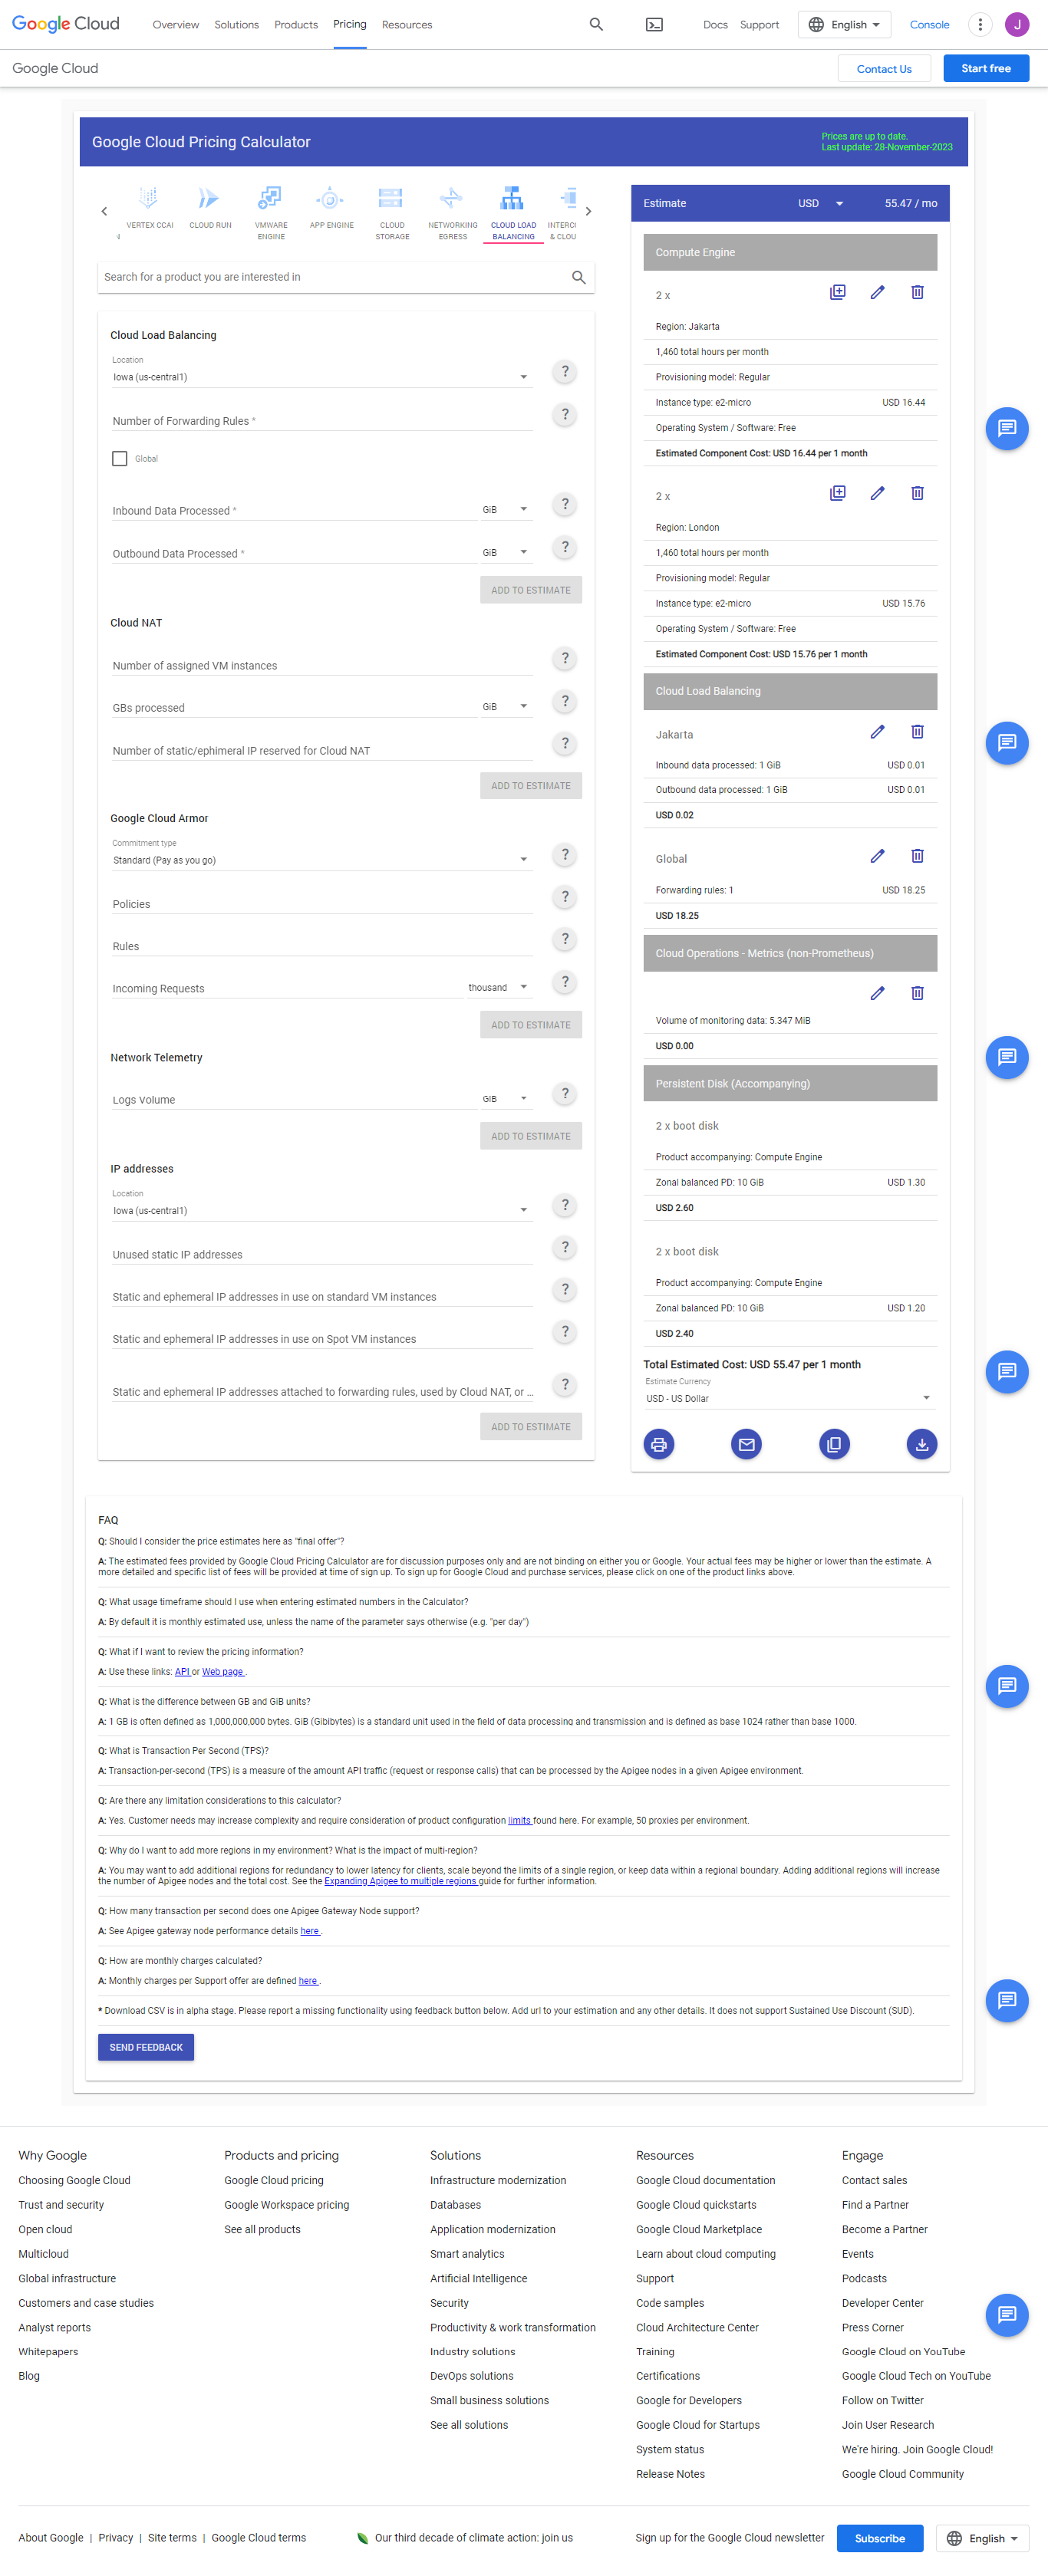 Google Cloud
Overview
Solutions
Products
Pricing
Resources
Docs
Support
English
Console
J
Google Cloud
Contact Us
Start free
Google Cloud Pricing Calculator
Prices are up to date.
Last update: 28-November-2023
VERTEX CCAI
CLOUD RUN
VMWARE
ENGINE
APP ENGINE
CLOUD
STORAGE
NETWORKING
EGRESS
CLOUD LOAD
BALANCING
INTERC
& CLOU
Search for a product you are interested in
Cloud Load Balancing
Location
Iowa (us-central1)
?
Number of Forwarding Rules *
?
Global
Inbound Data Processed *
GiB
?
Outbound Data Processed *
GiB
?
ADD TO ESTIMATE
Cloud NAT
Number of assigned VM instances
?
GBs processed
GiB
?
Number of static/ephimeral IP reserved for Cloud NAT
?
ADD TO ESTIMATE
Google Cloud Armor
Commitment type
Standard (Pay as you go)
?
Policies
?
Rules
?
Incoming Requests
thousand
?
ADD TO ESTIMATE
Network Telemetry
Logs Volume
GiB
?
ADD TO ESTIMATE
IP addresses
Location
Iowa (us-central1)
?
Unused static IP addresses
?
Static and ephemeral IP addresses in use on standard VM instances
?
Static and ephemeral IP addresses in use on Spot VM instances
?
Static and ephemeral IP addresses attached to forwarding rules, used by Cloud NAT, or ...
?
ADD TO ESTIMATE
Estimate
USD
55.47 / mo
Compute Engine
2 x
Region: Jakarta
1,460 total hours per month
Provisioning model: Regular
Instance type: e2-micro
USD 16.44
Operating System / Software: Free
Estimated Component Cost: USD 16.44 per 1 month
2 x
Region: London
1,460 total hours per month
Provisioning model: Regular
Instance type: e2-micro
USD 15.76
Operating System / Software: Free
Estimated Component Cost: USD 15.76 per 1 month
Cloud Load Balancing
Jakarta
Inbound data processed: 1 GiB
USD 0.01
Outbound data processed: 1 GiB
USD 0.01
USD 0.02
Global
Forwarding rules: 1
USD 18.25
USD 18.25
Cloud Operations - Metrics (non-Prometheus)
Volume of monitoring data: 5.347 MiB
USD 0.00
Persistent Disk (Accompanying)
2 x boot disk
Product accompanying: Compute Engine
Zonal balanced PD: 10 GiB
USD 1.30
USD 2.60
2 x boot disk
Product accompanying: Compute Engine
Zonal balanced PD: 10 GiB
USD 1.20
USD 2.40
Total Estimated Cost: USD 55.47 per 1 month
Estimate Currency
USD - US Dollar
FAQ
Q: Should I consider the price estimates here as "final offer"?
A: The estimated fees provided by Google Cloud Pricing Calculator are for discussion purposes only and are not binding on either you or Google. Your actual fees may be higher or lower than the estimate. A
more detailed and specific list of fees will be provided at time of sign up. To sign up for Google Cloud and purchase services, please click on one of the product links above.
Q: What usage timeframe should I use when entering estimated numbers in the Calculator?
A: By default it is monthly estimated use, unless the name of the parameter says otherwise (e.g. "per day")
Q: What if I want to review the pricing information?
A: Use these links: API or Web page .
Q: What is the difference between GB and GiB units?
A: 1 GB is often defined as 1,000,000,000 bytes. GiB (Gibibytes) is a standard unit used in the field of data processing and transmission and is defined as base 1024 rather than base 1000.
Q: What is Transaction Per Second (TPS)?
A: Transaction-per-second (TPS) is a measure of the amount API traffic (request or response calls) that can be processed by the Apigee nodes in a given Apigee environment.
Q: Are there any limitation considerations to this calculator?
A: Yes. Customer needs may increase complexity and require consideration of product configuration limits found here. For example, 50 proxies per environment.
Q: Why do I want to add more regions in my environment? What is the impact of multi-region?
A: You may want to add additional regions for redundancy to lower latency for clients, scale beyond the limits of a single region, or keep data within a regional boundary. Adding additional regions will increase
the number of Apigee nodes and the total cost. See the Expanding Apigee to multiple regions guide for further information.
Q: How many transaction per second does one Apigee Gateway Node support?
A: See Apigee gateway node performance details here .
Q: How are monthly charges calculated?
A: Monthly charges per Support offer are defined here .
* Download CSV is in alpha stage. Please report a missing functionality using feedback button below. Add url to your estimation and any other details. It does not support Sustained Use Discount (SUD).
SEND FEEDBACK
Why Google
Choosing Google Cloud
Trust and security
Open cloud
Multicloud
Global infrastructure
Customers and case studies
Analyst reports
Whitepapers
Blog
Products and pricing
Google Cloud pricing
Google Workspace pricing
See all products
Solutions
Infrastructure modernization
Databases
Application modernization
Smart analytics
Artificial Intelligence
Security
Productivity & work transformation
Industry solutions
DevOps solutions
Small business solutions
See all solutions
Resources
Google Cloud documentation
Google Cloud quickstarts
Google Cloud Marketplace
Learn about cloud computing
Support
Code samples
Cloud Architecture Center
Training
Certifications
Google for Developers
Google Cloud for Startups
System status
Release Notes
Engage
Contact sales
Find a Partner
Become a Partner
Events
Podcasts
Developer Center
Press Corner
Google Cloud on YouTube
Google Cloud Tech on YouTube
Follow on Twitter
Join User Research
We're hiring. Join Google Cloud!
Google Cloud Community
About Google | Privacy | Site terms | Google Cloud terms
Our third decade of climate action: join us
Sign up for the Google Cloud newsletter
Subscribe
English